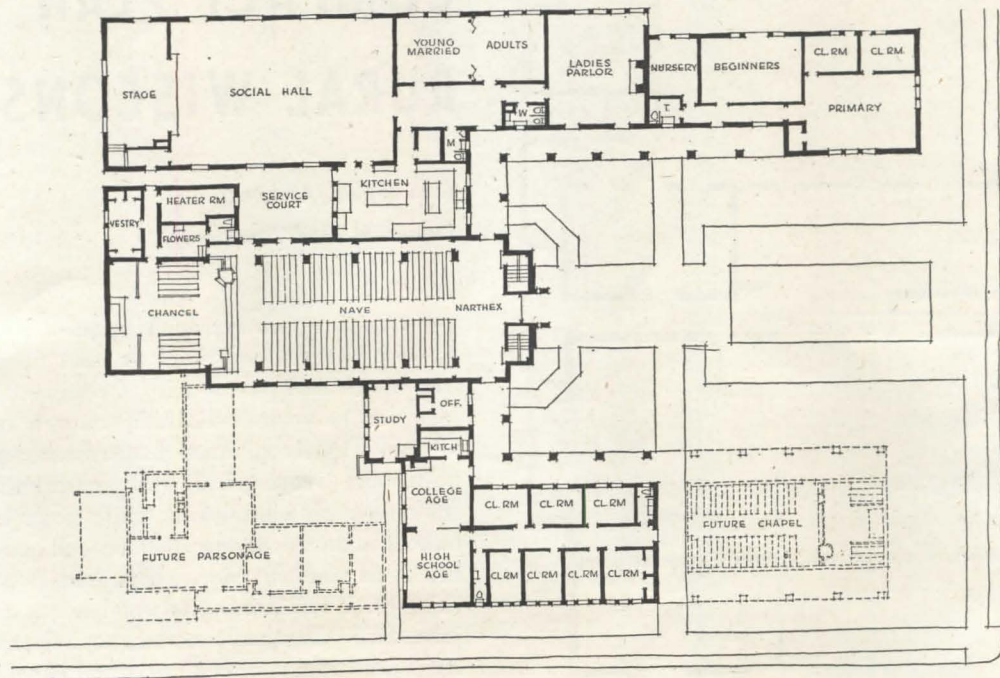 YOUNG
MARRIED
ADULTS
CL. RM
CL. RM.
STAGE
SOCIAL HALL
LADIES
PARLOR
NURSERY
BEGINNERS
PRIMARY
W
T.
M
KITCHEN
HEATER RM
SERVICE
COURT
VESTRY
FLOWERS
CHANCEL
NAVE
NARTHEX
STUDY
OFF.
KITCH
COLLEGE
AGE
CL. RM
CL. RM
CL. RM
FUTURE CHAPEL
FUTURE PARSONAGE
HIGH
SCHOOL
AGE
CL. RM
CL. RM
CL. RM
CL. RM